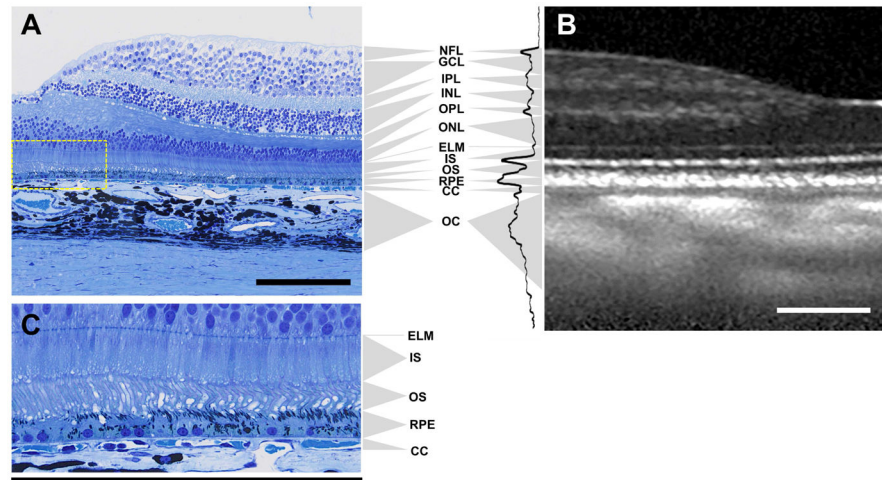 A
NFL
GCL
IPL
INL
OPL
ONL
ELM
IS
OS
RPE
CC
OC
B
C
ELM
IS
OS
RPE
CC